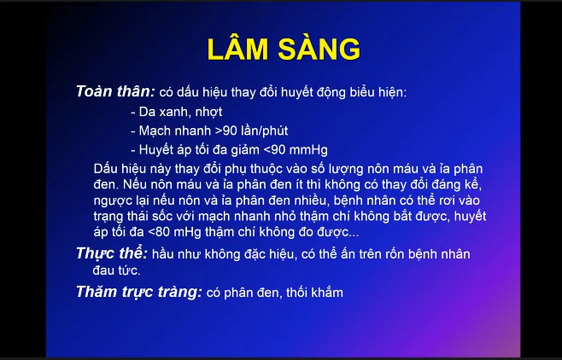 LÂM SÀNG
Toàn thân: có dấu hiệu thay đổi huyết động biểu hiện:
- Da xanh, nhợt
- Mạch nhanh >90 lần/phút
- Huyết áp tối đa giảm <90 mmHg
Dấu hiệu này thay đổi phụ thuộc vào số lượng nôn máu và ỉa phân
đen. Nếu nôn máu và ỉa phân đen ít thì không có thay đổi đáng kể,
ngược lại nếu nôn và ỉa phân đen nhiều, bệnh nhân có thể rơi vào
trạng thái sốc với mạch nhanh nhỏ thậm chí không bắt được, huyết
áp tối đa <80 mmHg thậm chí không đo được...
Thực thể: hầu như không đặc hiệu, có thể ấn trên rốn bệnh nhân
đau tức.
Thăm trực tràng: có phân đen, thối khắm